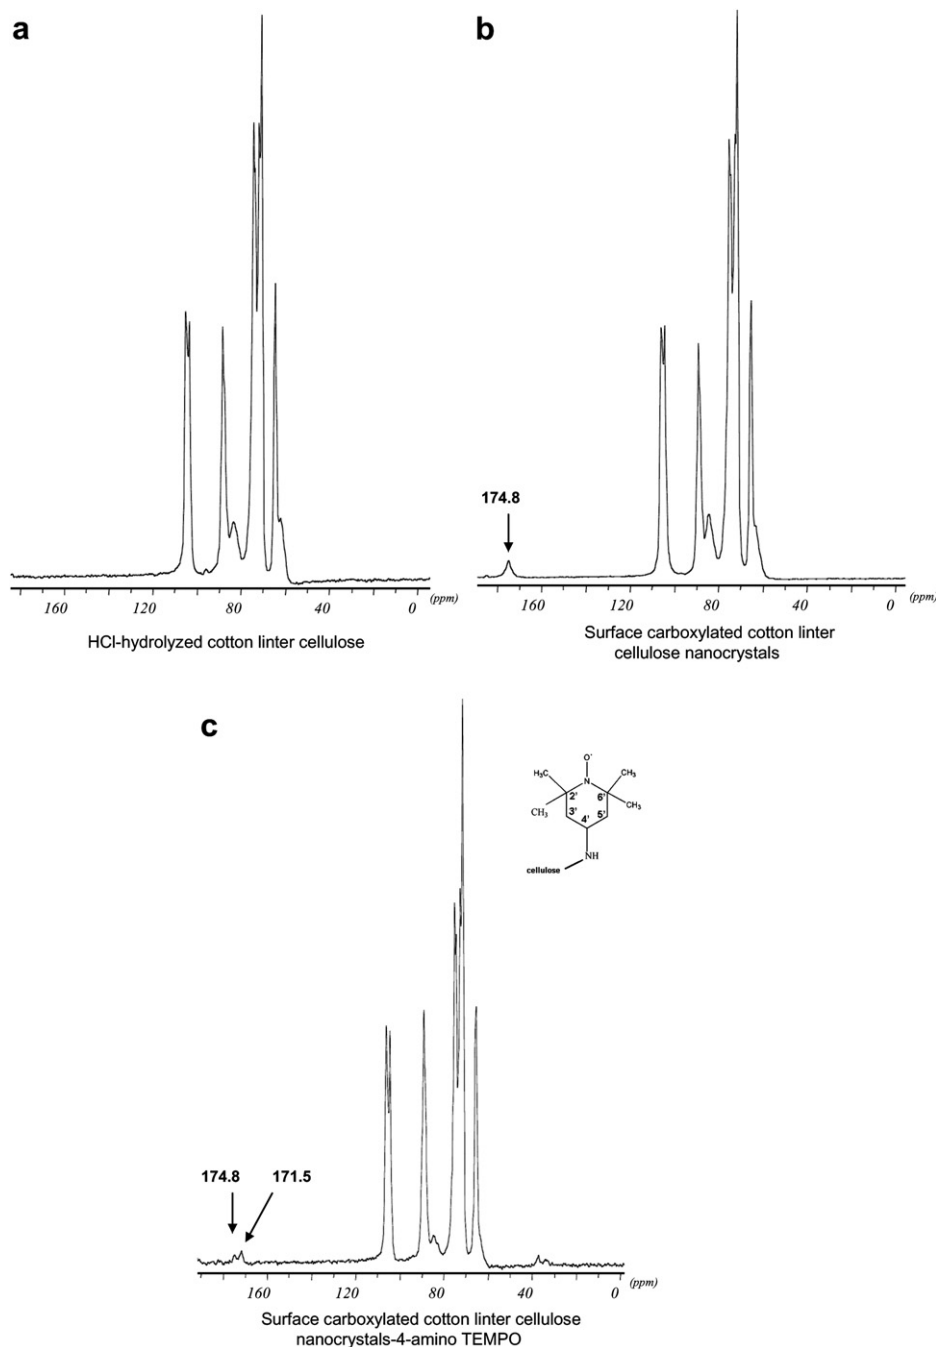 a
160
120
80
40
0
(ppm)
HCl-hydrolyzed cotton linter cellulose
b
174.8
160
120
80
40
0
(ppm)
Surface carboxylated cotton linter
cellulose nanocrystals
c
O·
H₃C
N
CH₃
2'
6'
CH₃
CH₃
3'
5'
4'
NH
cellulose
174.8
171.5
160
120
80
40
0
(ppm)
Surface carboxylated cotton linter cellulose
nanocrystals-4-amino TEMPO